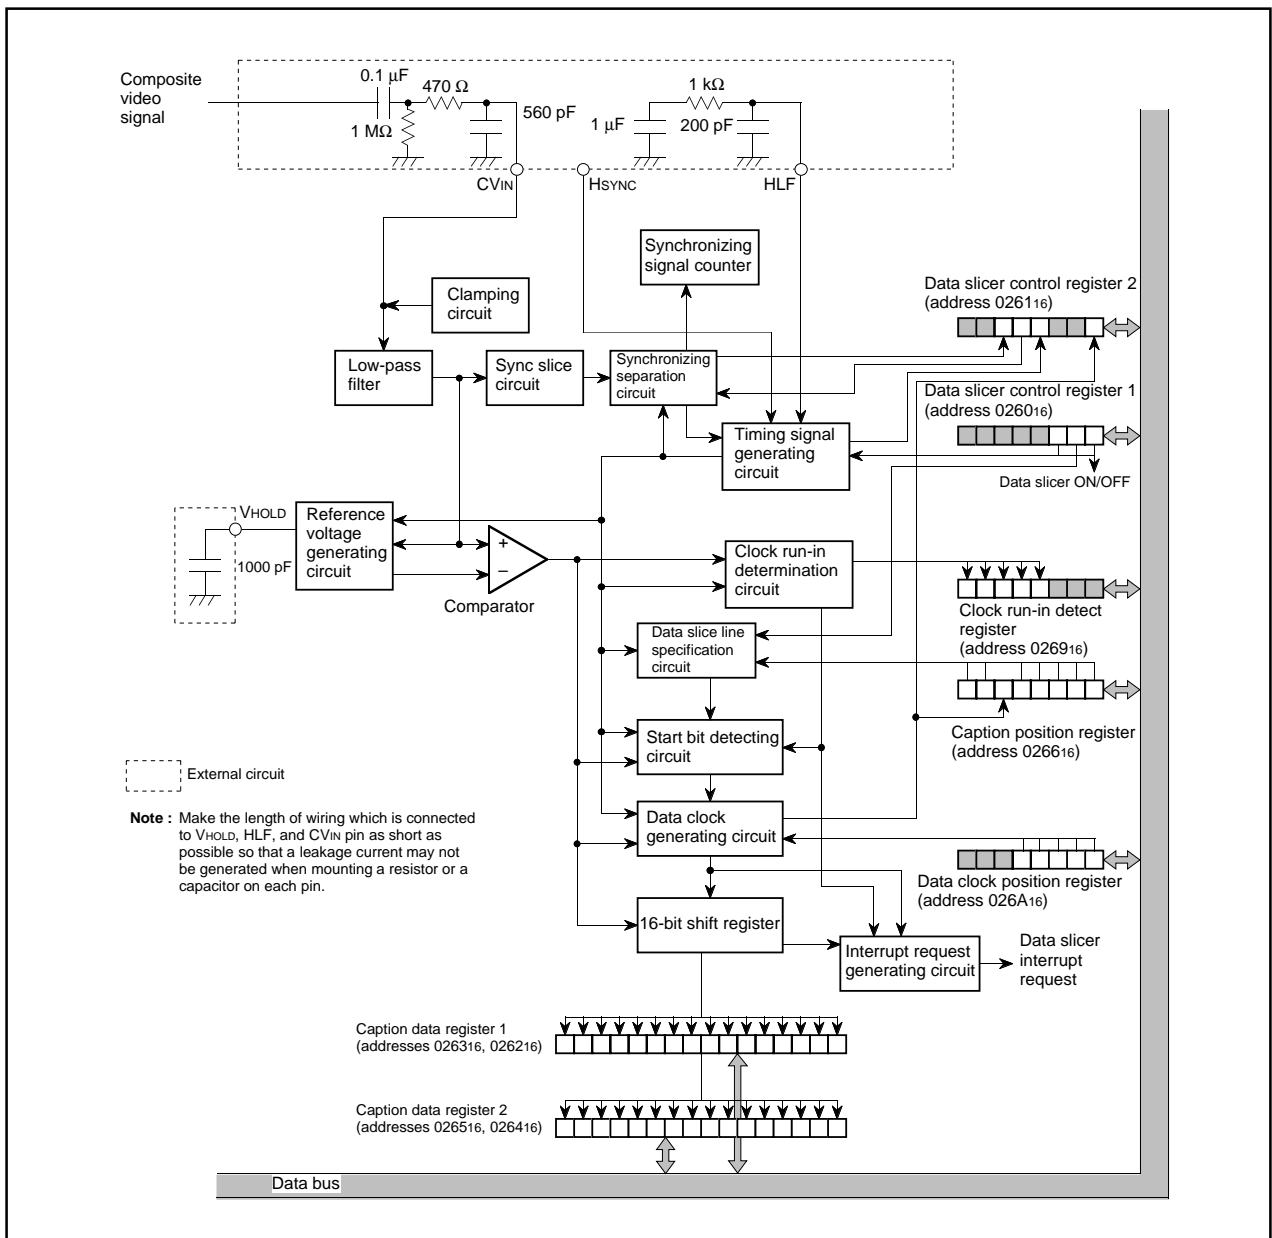 Composite
video
signal
0.1 μF
470 Ω
1 MΩ
560 pF
1 kΩ
1 μF
200 pF
CVIN
HSYNC
HLF
Synchronizing
signal counter
Clamping
circuit
Low-pass
filter
Sync slice
circuit
Synchronizing
separation
circuit
Data slicer control register 2
(address 026116)
Data slicer control register 1
(address 026016)
Timing signal
generating
circuit
Data slicer ON/OFF
VHOLD
1000 pF
Reference
voltage
generating
circuit
+
–
Comparator
Clock run-in
determination
circuit
Clock run-in detect
register
(address 026916)
Data slice line
specification
circuit
Caption position register
(address 026616)
Start bit detecting
circuit
External circuit
Note : Make the length of wiring which is connected
to VHOLD, HLF, and CVIN pin as short as
possible so that a leakage current may not
be generated when mounting a resistor or a
capacitor on each pin.
Data clock
generating circuit
Data clock position register
(address 026A16)
16-bit shift register
Interrupt request
generating circuit
Data slicer
interrupt
request
Caption data register 1
(addresses 026316, 026216)
Caption data register 2
(addresses 026516, 026416)
Data bus